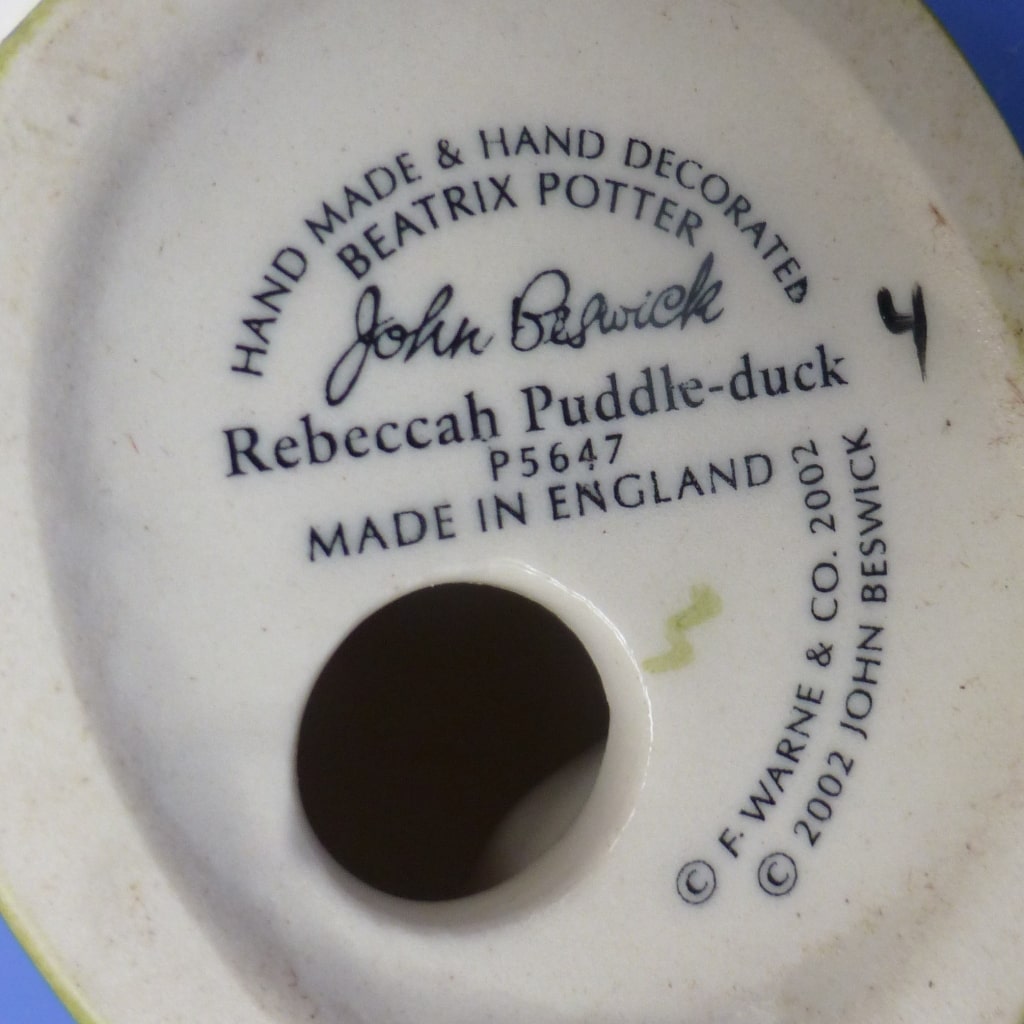 HAND MADE & HAND DECORATED
BEATRIX POTTER
John Beswick
Rebeccah Puddle-duck
P5647
MADE IN ENGLAND
© F. WARNE & CO. 2002
© 2002 JOHN BESWICK
4